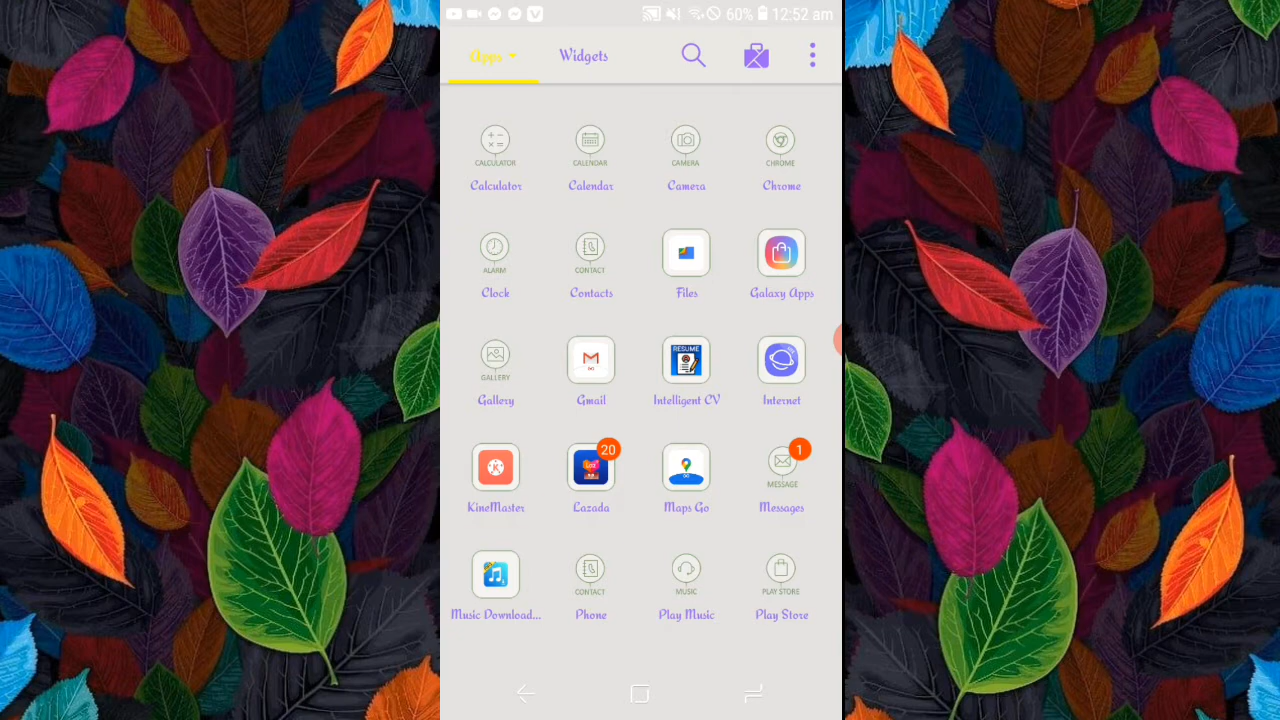 60% 12:52 am
Apps Widgets
CALCULATOR CALENDAR CAMERA CHROME
Calculator Calendar Camera Chrome
ALARM CONTACT
Clock Contacts Files Galaxy Apps
GALLERY RESUME
Gallery Gmail Intelligent CV Internet
20 1
MESSAGE
KineMaster Lazada Maps Go Messages
CONTACT MUSIC PLAY STORE
Music Download... Phone Play Music Play Store